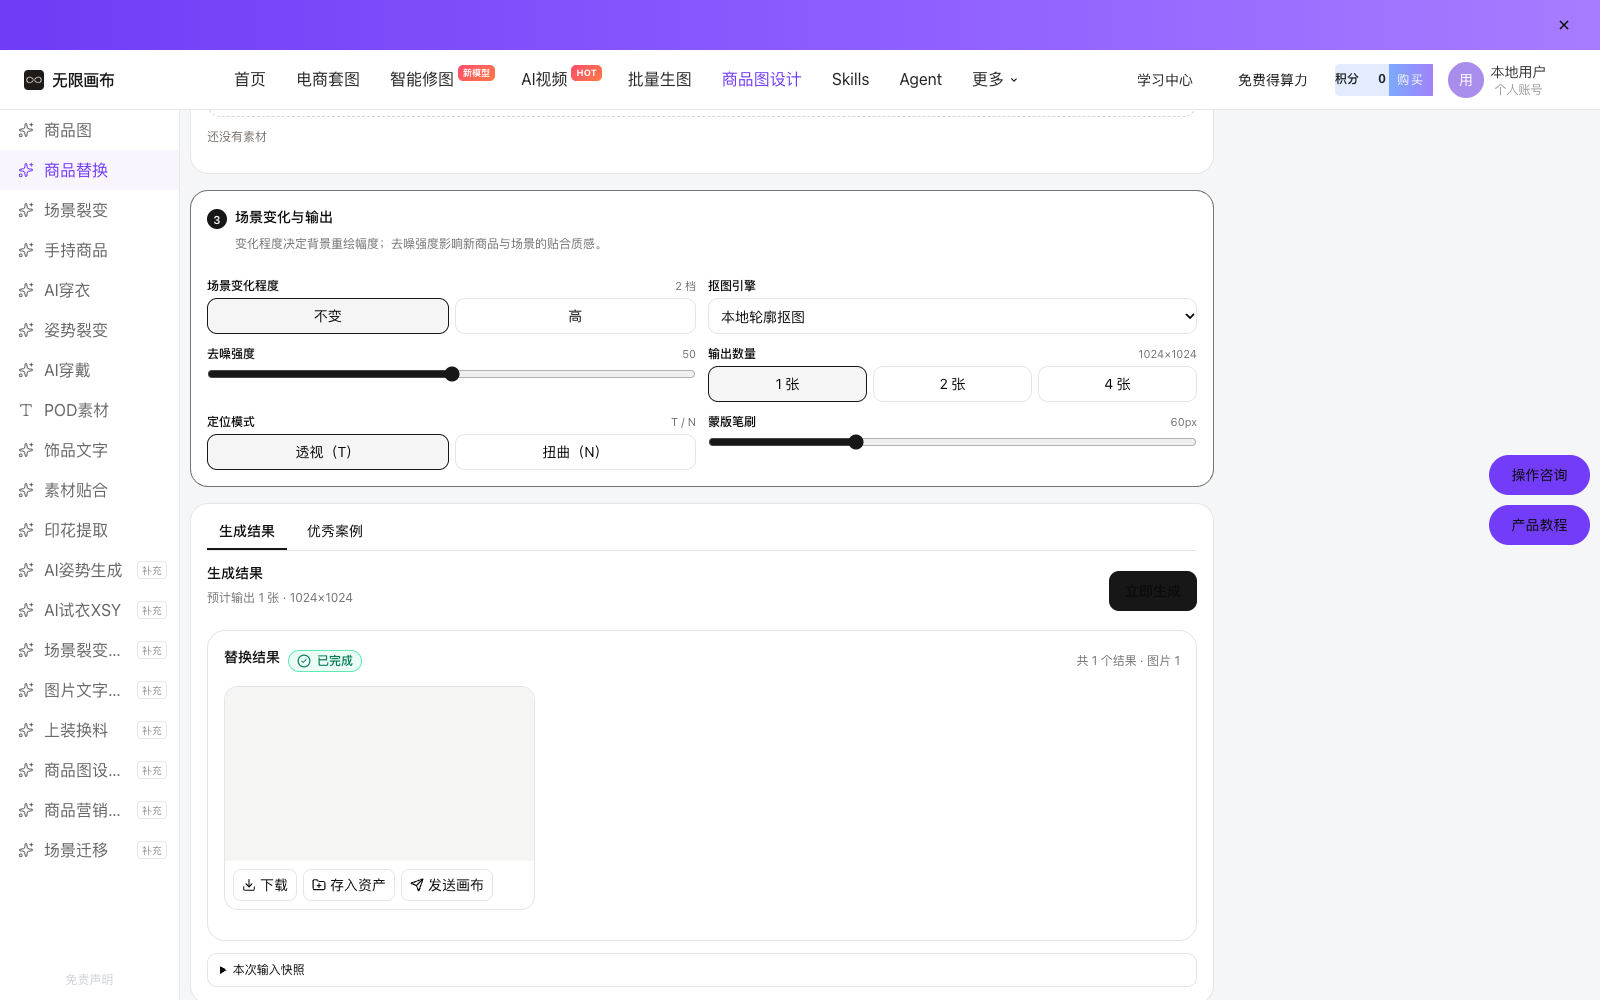 无限画布
首页
电商套图
智能修图
新模型
AI视频
HOT
批量生图
商品图设计
Skills
Agent
更多
学习中心
免费得算力
积分 0
购买
用
本地用户
个人账号
商品图
商品替换
场景裂变
手持商品
AI穿衣
姿势裂变
AI穿戴
POD素材
饰品文字
素材贴合
印花提取
AI姿势生成 补充
AI试衣XSY 补充
场景裂变... 补充
图片文字... 补充
上装换料 补充
商品图设... 补充
商品营销... 补充
场景迁移 补充
免责声明
还没有素材
3 场景变化与输出
变化程度决定背景重绘幅度；去噪强度影响新商品与场景的贴合质感。
场景变化程度 2 档
不变 高
抠图引擎
本地轮廓抠图
去噪强度 50
输出数量 1024×1024
1 张 2 张 4 张
定位模式 T / N
透视（T） 扭曲（N）
蒙版笔刷 60px
生成结果 优秀案例
生成结果
预计输出 1 张 · 1024×1024
立即生成
替换结果 已完成
共 1 个结果 · 图片 1
下载 存入资产 发送画布
本次输入快照
操作咨询
产品教程